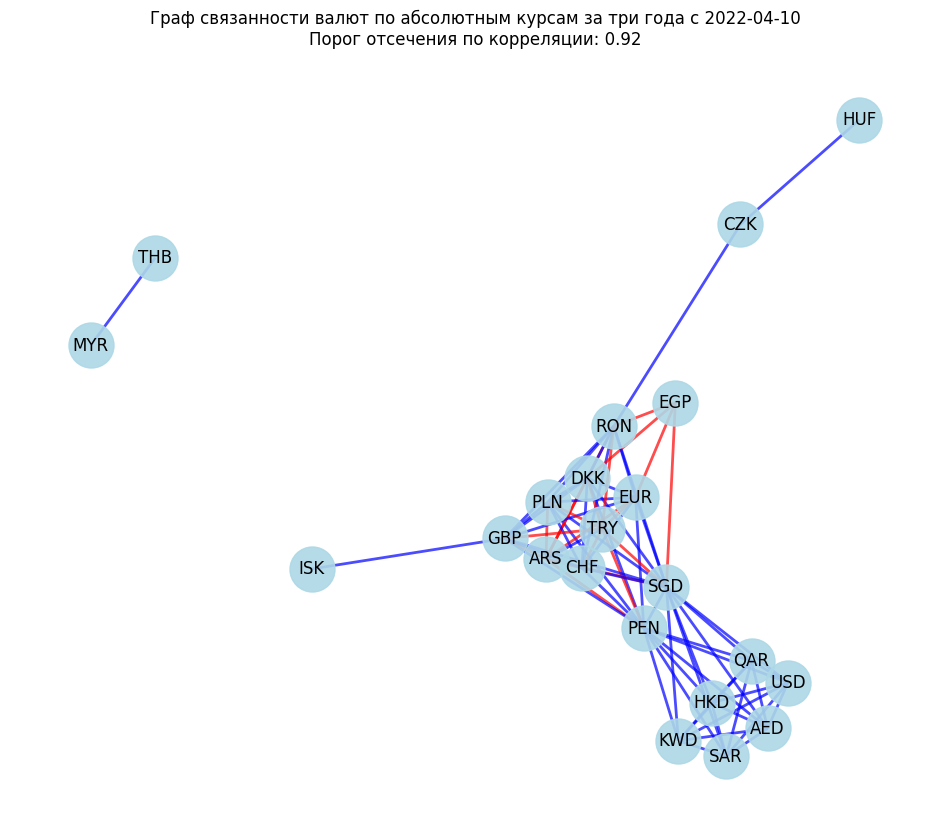 Граф связанности валют по абсолютным курсам за три года с 2022-04-10
Порог отсечения по корреляции: 0.92
HUF
CZK
THB
MYR
EGP
RON
DKK
EUR
PLN
TRY
GBP
ARS
CHF
ISK
SGD
PEN
QAR
USD
HKD
AED
KWD
SAR